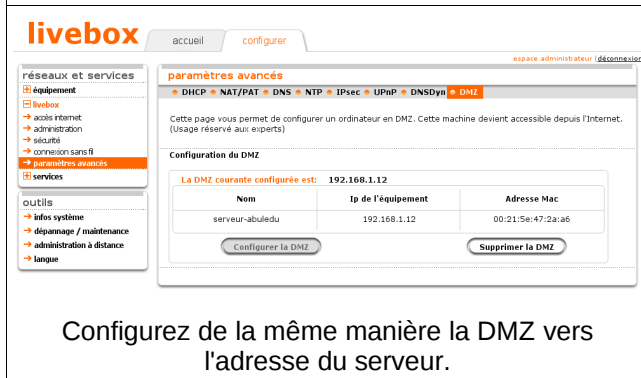 livebox
accueil
configurer
espace administrateur (déconnexion
réseaux et services
équipement
livebox
accès internet
administration
sécurité
connexion sans fil
paramètres avancés
services
outils
infos système
dépannage / maintenance
administration à distance
langue
paramètres avancés
DHCP NAT/PAT DNS NTP IPsec UPnP DNSDyn DMZ
Cette page vous permet de configurer un ordinateur en DMZ. Cette machine devient accessible depuis l'Internet.
(Usage réservé aux experts)
Configuration du DMZ
La DMZ courante configurée est: 192.168.1.12
Nom Ip de l'équipement Adresse Mac
serveur-abuledu 192.168.1.12 00:21:5e:47:2a:a6
Configurer la DMZ Supprimer la DMZ
Configurez de la même manière la DMZ vers
l'adresse du serveur.